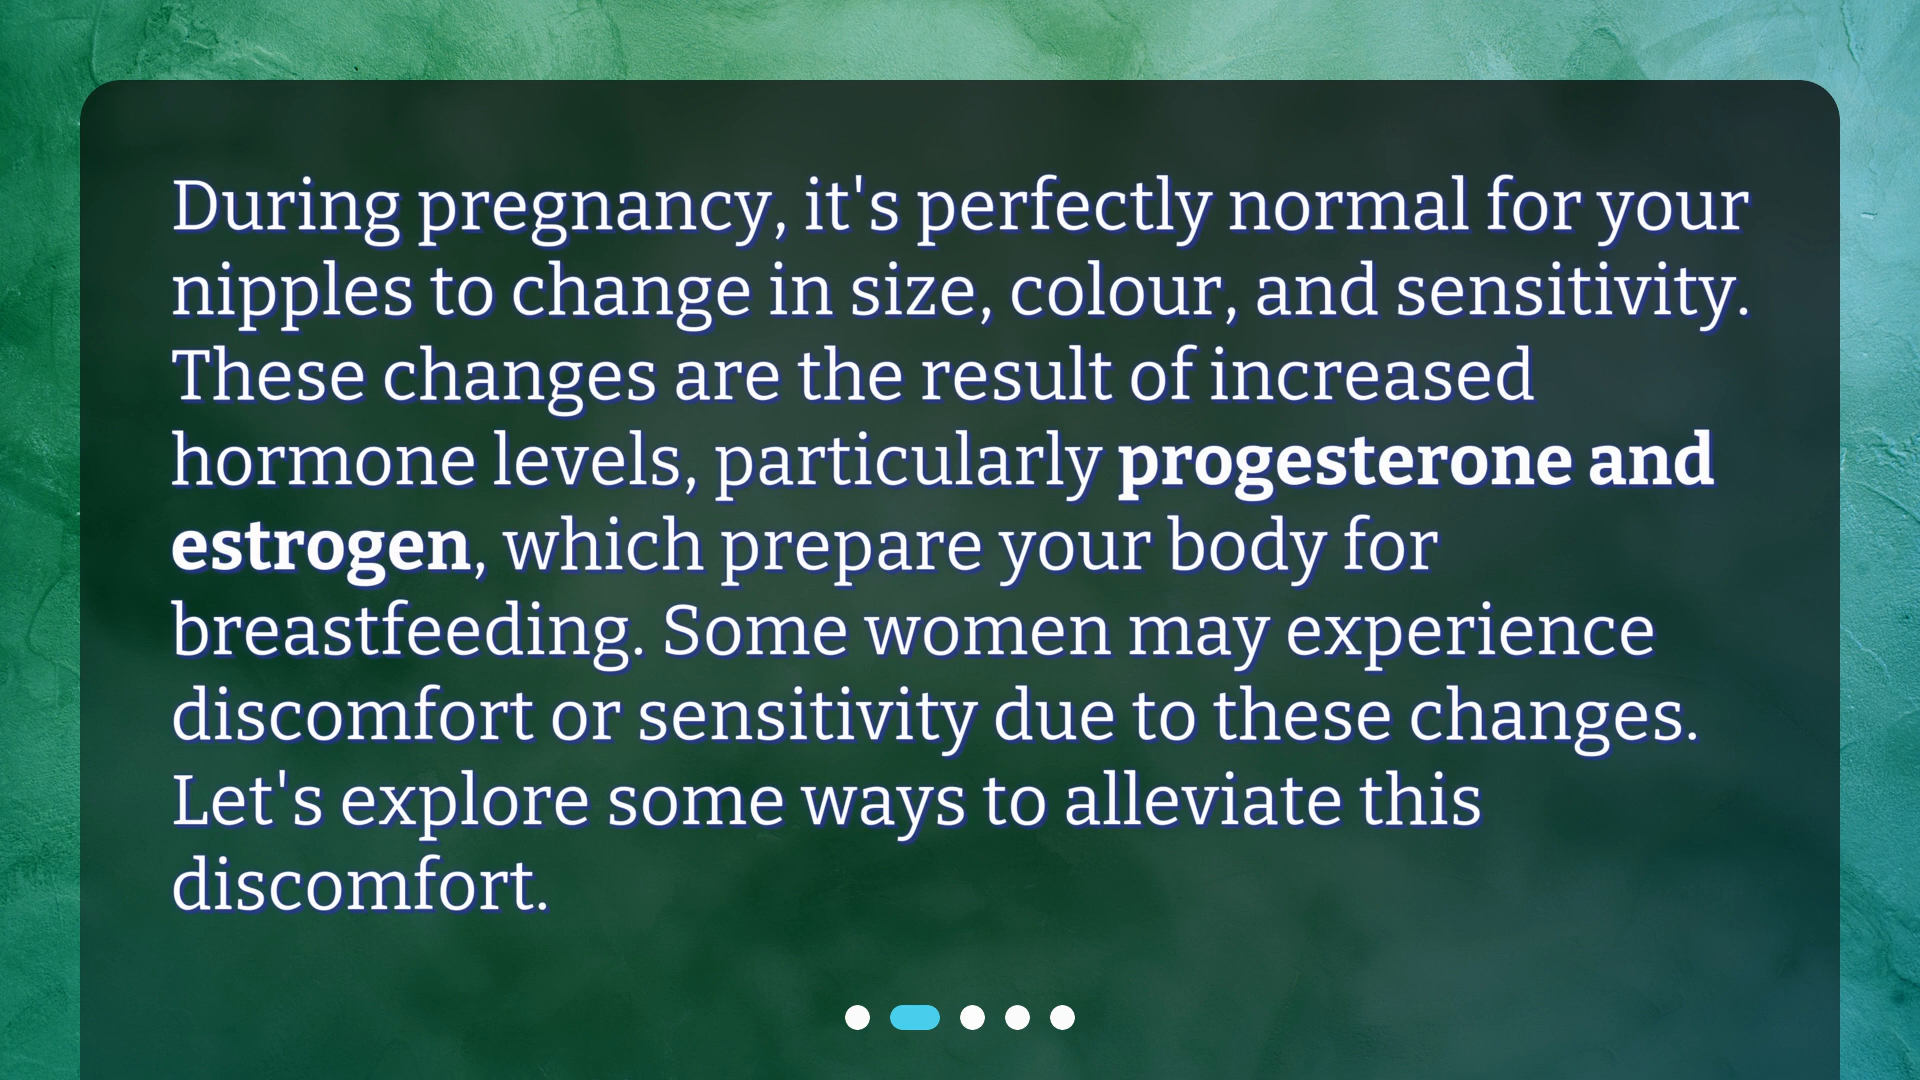 During pregnancy, it's perfectly normal for your
nipples to change in size, colour, and sensitivity.
These changes are the result of increased
hormone levels, particularly progesterone and
estrogen, which prepare your body for
breastfeeding. Some women may experience
discomfort or sensitivity due to these changes.
Let's explore some ways to alleviate this
discomfort.